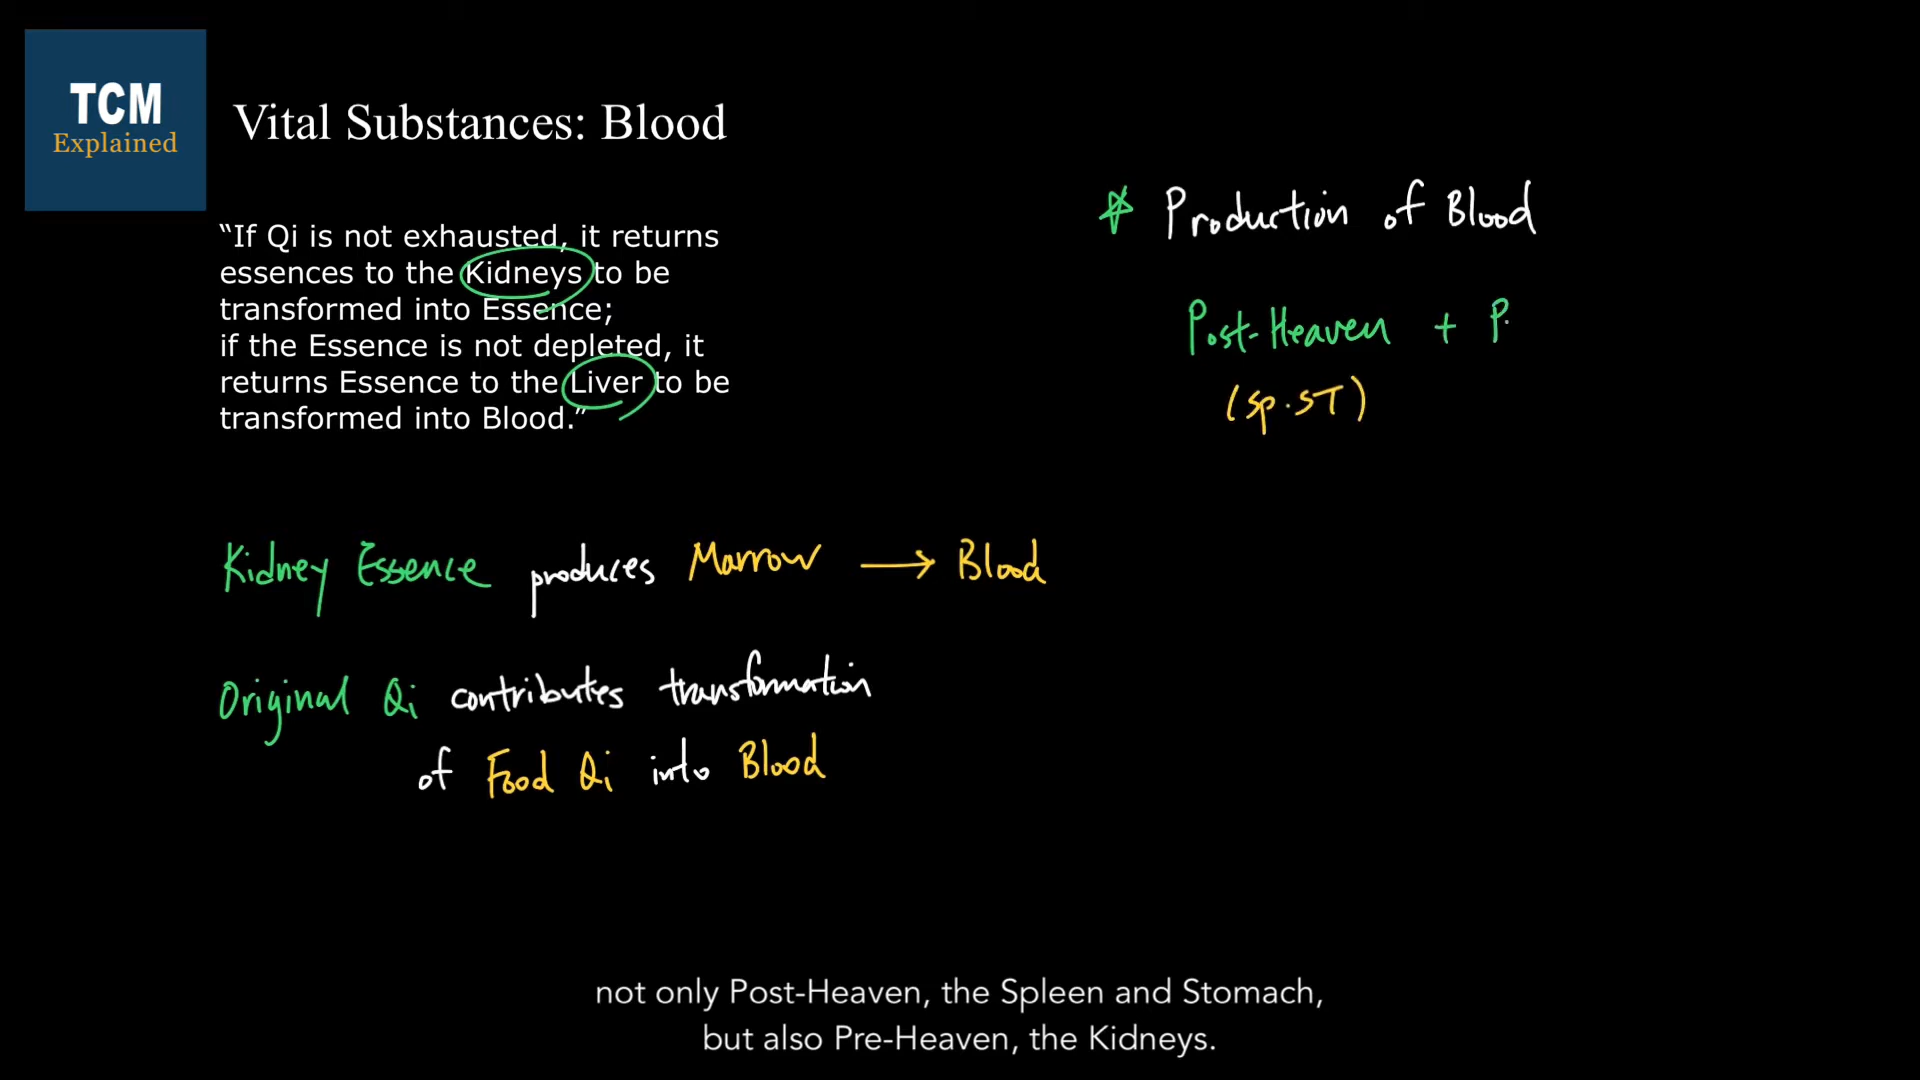 TCM
Explained
Vital Substances: Blood
“If Qi is not exhausted, it returns
essences to the Kidneys to be
transformed into Essence;
if the Essence is not depleted, it
returns Essence to the Liver to be
transformed into Blood.”
Kidney Essence produces Marrow → Blood
Original Qi contributes transformation
of Food Qi into Blood
* Production of Blood
Post-Heaven + P
(SP.ST)
not only Post-Heaven, the Spleen and Stomach,
but also Pre-Heaven, the Kidneys.